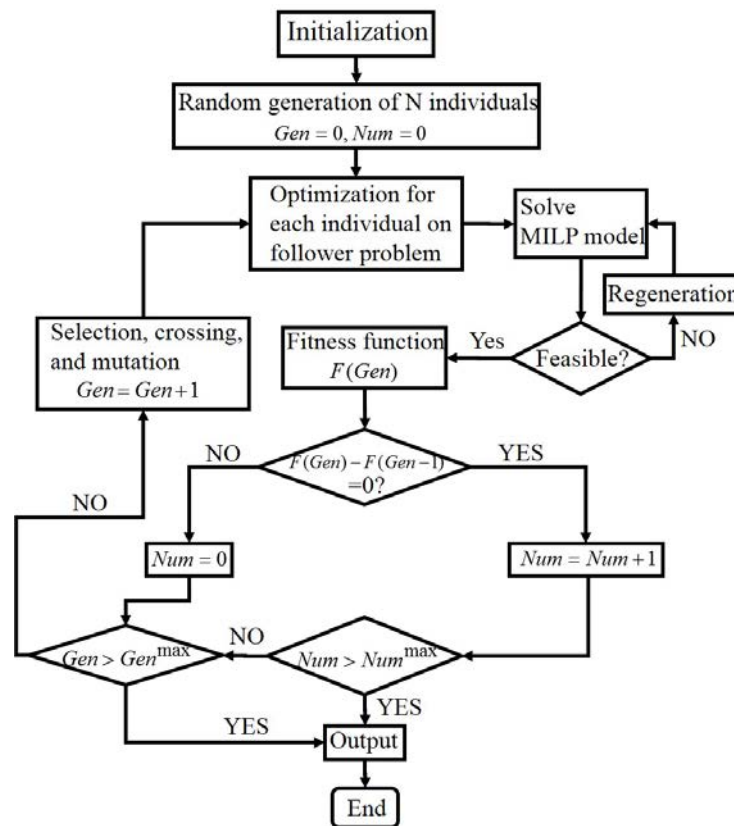 Initialization
Random generation of N individuals
Gen = 0, Num = 0
Optimization for
each individual on
follower problem
Solve
MILP model
Regeneration
Selection, crossing,
and mutation
Gen = Gen+1
Fitness function
F(Gen)
Yes
Feasible?
NO
NO
F(Gen) − F(Gen−1)
=0?
YES
NO
Num = 0
Num = Num +1
Gen > Gen^max
NO
Num > Num^max
YES
YES
Output
End